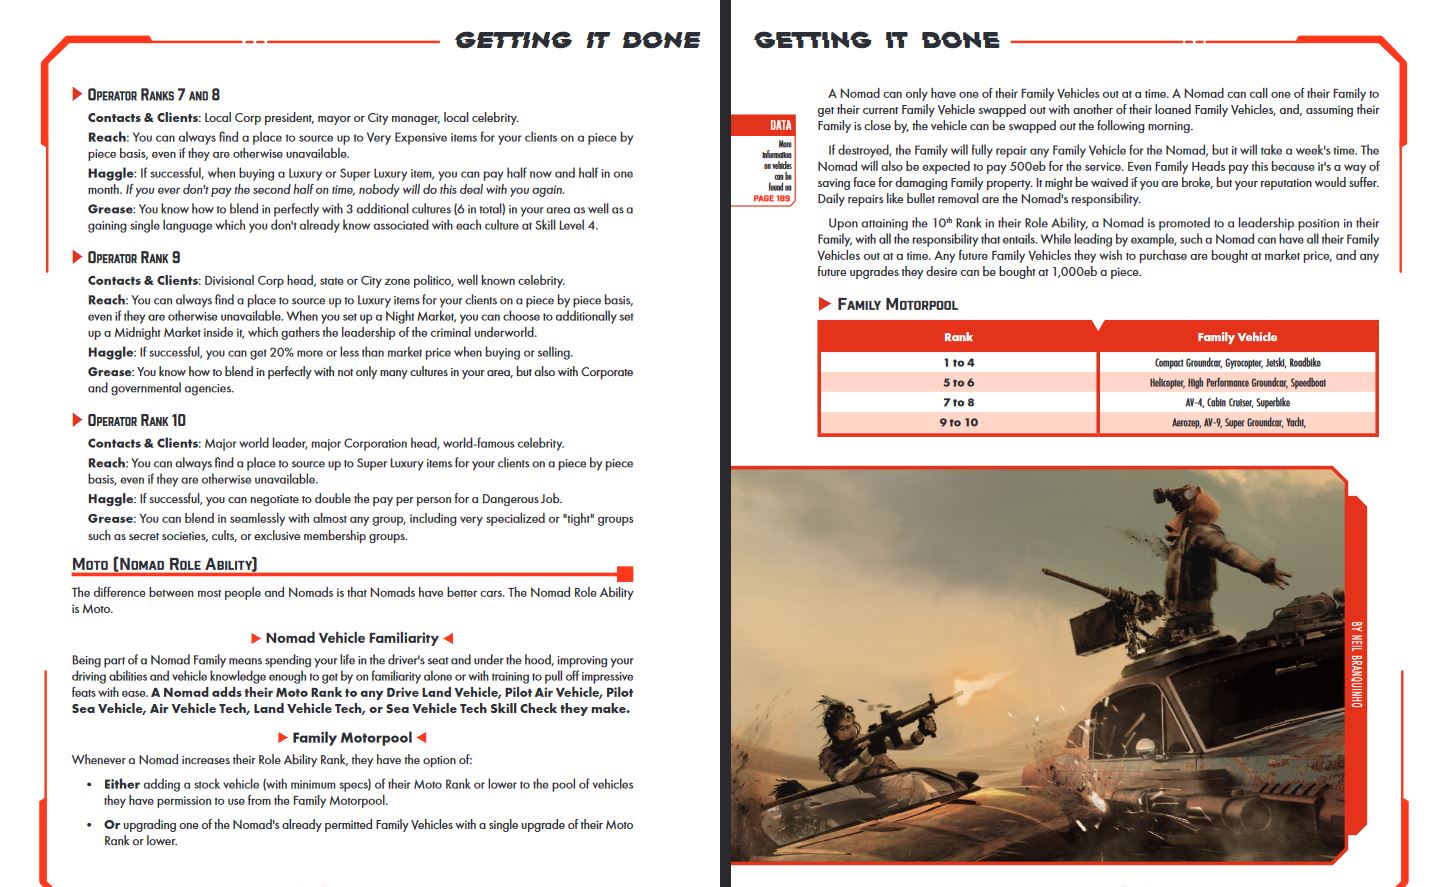 GETTING IT DONE
Operator Ranks 7 and 8
Contacts & Clients: Local Corp president, mayor or City manager, local celebrity.
Reach: You can always find a place to source up to Very Expensive items for your clients on a piece by
piece basis, even if they are otherwise unavailable.
Haggle: If successful, when buying a Luxury or Super Luxury item, you can pay half now and half in one
month. If you ever don't pay the second half on time, nobody will do this deal with you again.
Grease: You know how to blend in perfectly with 3 additional cultures (6 in total) in your area as well as a
gaining single language which you don't already know associated with each culture at Skill Level 4.
Operator Rank 9
Contacts & Clients: Divisional Corp head, state or City zone politico, well known celebrity.
Reach: You can always find a place to source up to Luxury items for your clients on a piece by piece basis,
even if they are otherwise unavailable. When you set up a Night Market, you can choose to additionally set
up a Midnight Market inside it, which gathers the leadership of the criminal underworld.
Haggle: If successful, you can get 20% more or less than market price when buying or selling.
Grease: You know how to blend in perfectly with not only many cultures in your area, but also with Corporate
and governmental agencies.
Operator Rank 10
Contacts & Clients: Major world leader, major Corporation head, world-famous celebrity.
Reach: You can always find a place to source up to Super Luxury items for your clients on a piece by piece
basis, even if they are otherwise unavailable.
Haggle: If successful, you can negotiate to double the pay per person for a Dangerous Job.
Grease: You can blend in seamlessly with almost any group, including very specialized or "tight" groups
such as secret societies, cults, or exclusive membership groups.
Moto (Nomad Role Ability)
The difference between most people and Nomads is that Nomads have better cars. The Nomad Role Ability
is Moto.
Nomad Vehicle Familiarity
Being part of a Nomad Family means spending your life in the driver's seat and under the hood, improving your
driving abilities and vehicle knowledge enough to get by on familiarity alone or with training to pull off impressive
feats with ease. A Nomad adds their Moto Rank to any Drive Land Vehicle, Pilot Air Vehicle, Pilot
Sea Vehicle, Air Vehicle Tech, Land Vehicle Tech, or Sea Vehicle Tech Skill Check they make.
Family Motorpool
Whenever a Nomad increases their Role Ability Rank, they have the option of:
• Either adding a stock vehicle (with minimum specs) of their Moto Rank or lower to the pool of vehicles
they have permission to use from the Family Motorpool.
• Or upgrading one of the Nomad's already permitted Family Vehicles with a single upgrade of their Moto
Rank or lower.
GETTING IT DONE
DATA
More
information
on vehicles
can be
found on
PAGE 189
A Nomad can only have one of their Family Vehicles out at a time. A Nomad can call one of their Family to
get their current Family Vehicle swapped out with another of their loaned Family Vehicles, and, assuming their
Family is close by, the vehicle can be swapped out the following morning.
If destroyed, the Family will fully repair any Family Vehicle for the Nomad, but it will take a week's time. The
Nomad will also be expected to pay 500eb for the service. Even Family Heads pay this because it's a way of
saving face for damaging Family property. It might be waived if you are broke, but your reputation would suffer.
Daily repairs like bullet removal are the Nomad's responsibility.
Upon attaining the 10th Rank in their Role Ability, a Nomad is promoted to a leadership position in their
Family, with all the responsibility that entails. While leading by example, such a Nomad can have all their Family
Vehicles out at a time. Any future Family Vehicles they wish to purchase are bought at market price, and any
future upgrades they desire can be bought at 1,000eb a piece.
Family Motorpool
Rank Family Vehicle
1 to 4 Compact Groundcar, Gyrocopter, Jetski, Roadbike
5 to 6 Helicopter, High Performance Groundcar, Speedboat
7 to 8 AV-4, Cabin Cruiser, Superbike
9 to 10 Aerozep, AV-9, Super Groundcar, Yacht,
BY NEIL BRANQUINHO